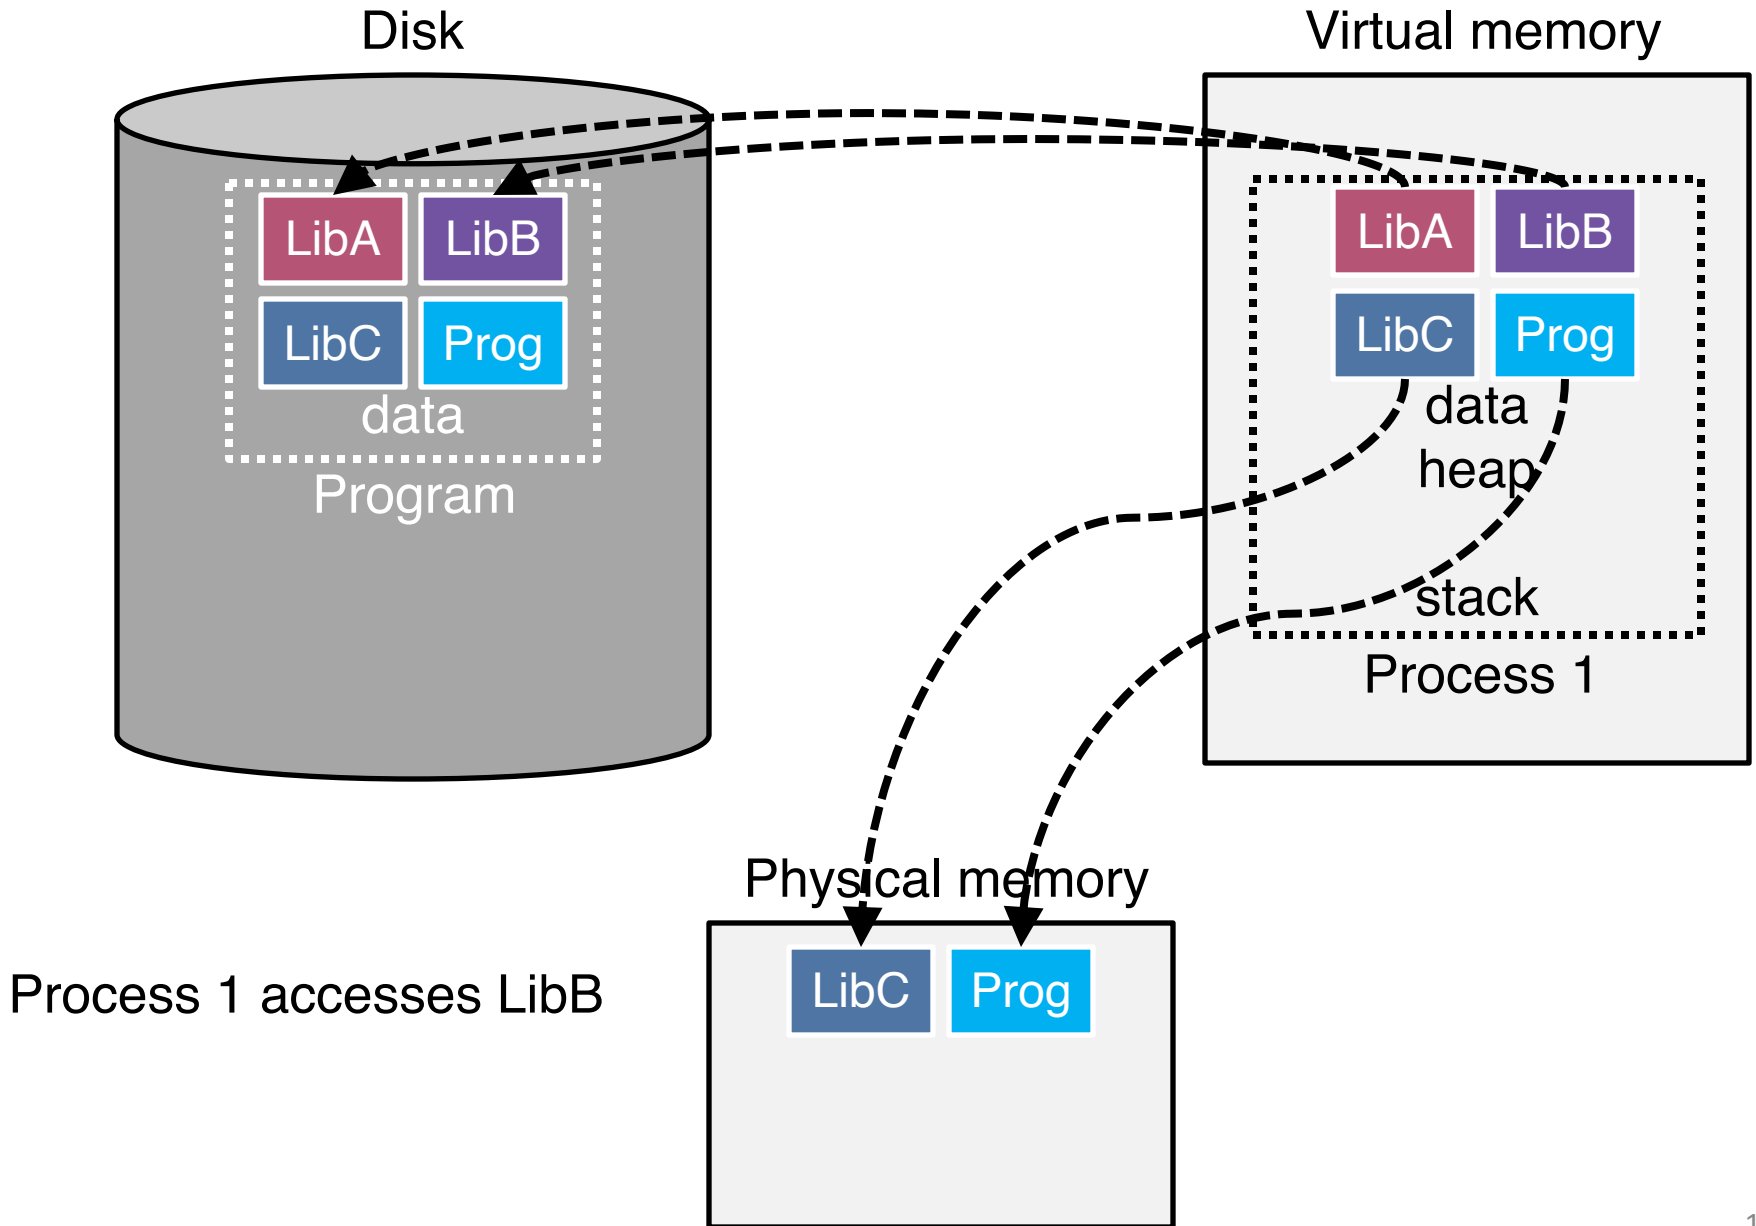 Disk
Virtual memory
LibA LibB
LibC Prog
data
Program
LibA LibB
LibC Prog
data
heap
stack
Process 1
Physical memory
LibC Prog
Process 1 accesses LibB